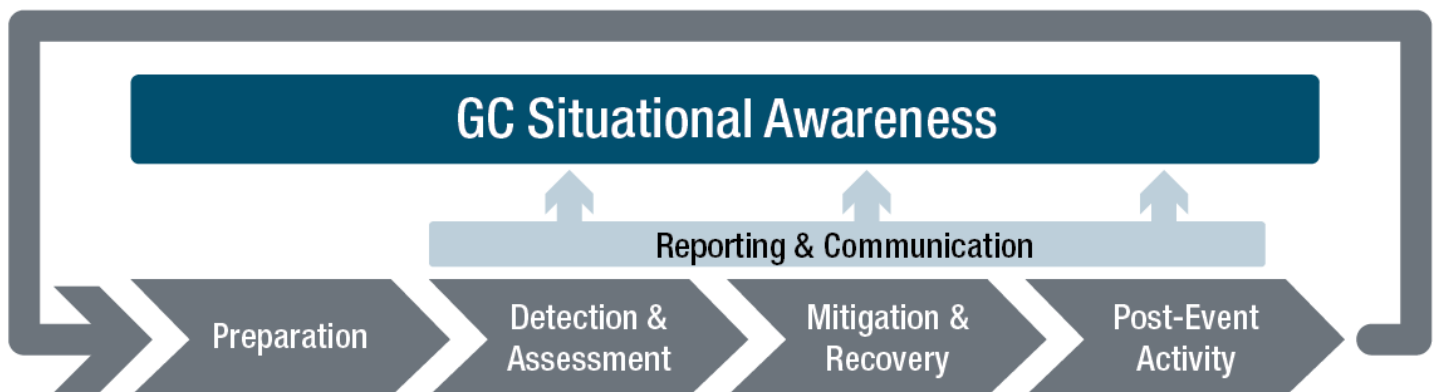 GC Situational Awareness
Reporting & Communication
Preparation
Detection &
Assessment
Mitigation &
Recovery
Post-Event
Activity